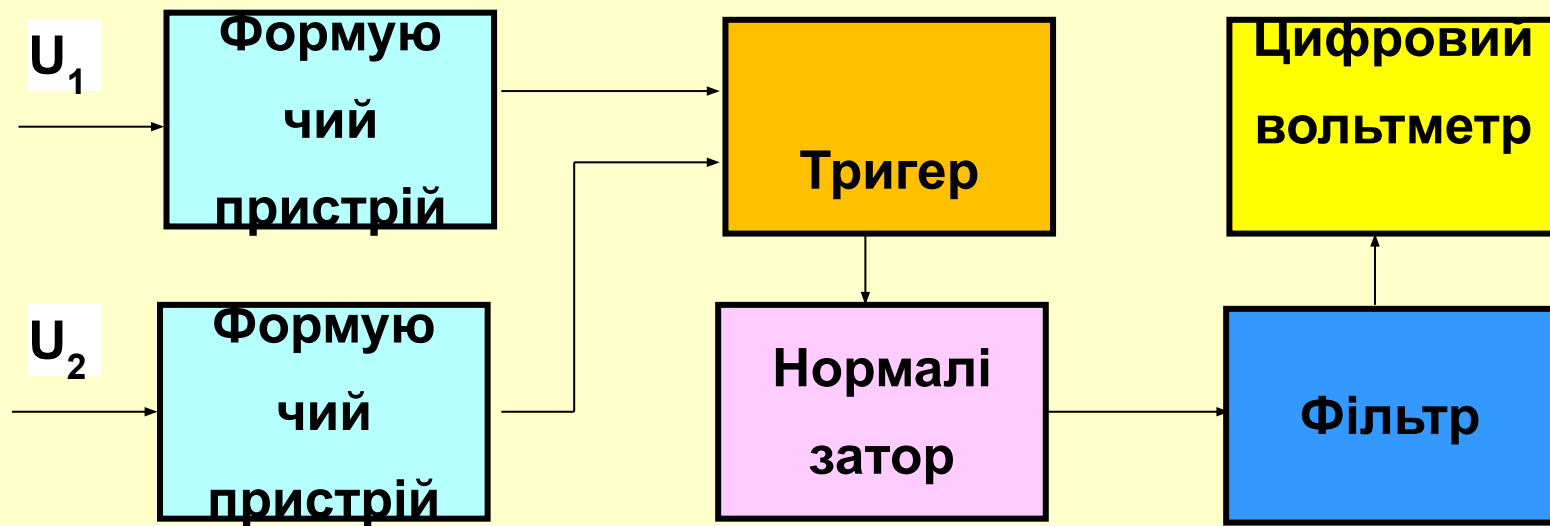 U1
Формую
чий
пристрій
Тригер
Цифровий
вольтметр
U2
Формую
чий
пристрій
Нормалі
затор
Фільтр